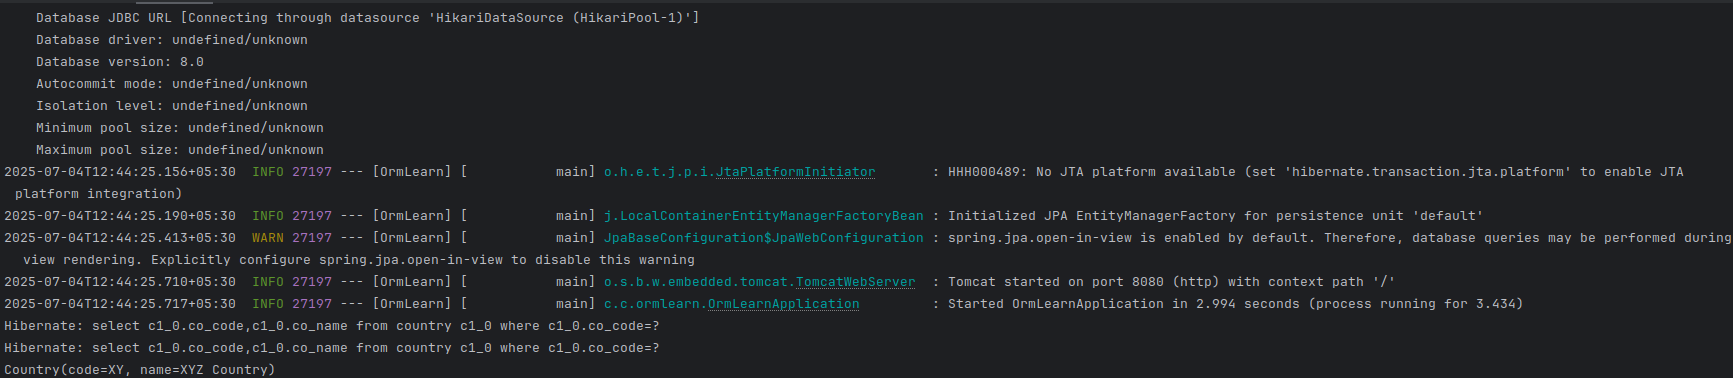 Database JDBC URL [Connecting through datasource 'HikariDataSource (HikariPool-1)']
Database driver: undefined/unknown
Database version: 8.0
Autocommit mode: undefined/unknown
Isolation level: undefined/unknown
Minimum pool size: undefined/unknown
Maximum pool size: undefined/unknown
2025-07-04T12:44:25.156+05:30  INFO 27197 --- [OrmLearn] [           main] o.h.e.t.j.p.i.JtaPlatformInitiator       : HHH000489: No JTA platform available (set 'hibernate.transaction.jta.platform' to enable JTA
platform integration)
2025-07-04T12:44:25.190+05:30  INFO 27197 --- [OrmLearn] [           main] j.LocalContainerEntityManagerFactoryBean : Initialized JPA EntityManagerFactory for persistence unit 'default'
2025-07-04T12:44:25.413+05:30  WARN 27197 --- [OrmLearn] [           main] JpaBaseConfiguration$JpaWebConfiguration : spring.jpa.open-in-view is enabled by default. Therefore, database queries may be performed during
view rendering. Explicitly configure spring.jpa.open-in-view to disable this warning
2025-07-04T12:44:25.710+05:30  INFO 27197 --- [OrmLearn] [           main] o.s.b.w.embedded.tomcat.TomcatWebServer  : Tomcat started on port 8080 (http) with context path '/'
2025-07-04T12:44:25.717+05:30  INFO 27197 --- [OrmLearn] [           main] c.c.ormlearn.OrmLearnApplication         : Started OrmLearnApplication in 2.994 seconds (process running for 3.434)
Hibernate: select c1_0.co_code,c1_0.co_name from country c1_0 where c1_0.co_code=?
Hibernate: select c1_0.co_code,c1_0.co_name from country c1_0 where c1_0.co_code=?
Country(code=XY, name=XYZ Country)